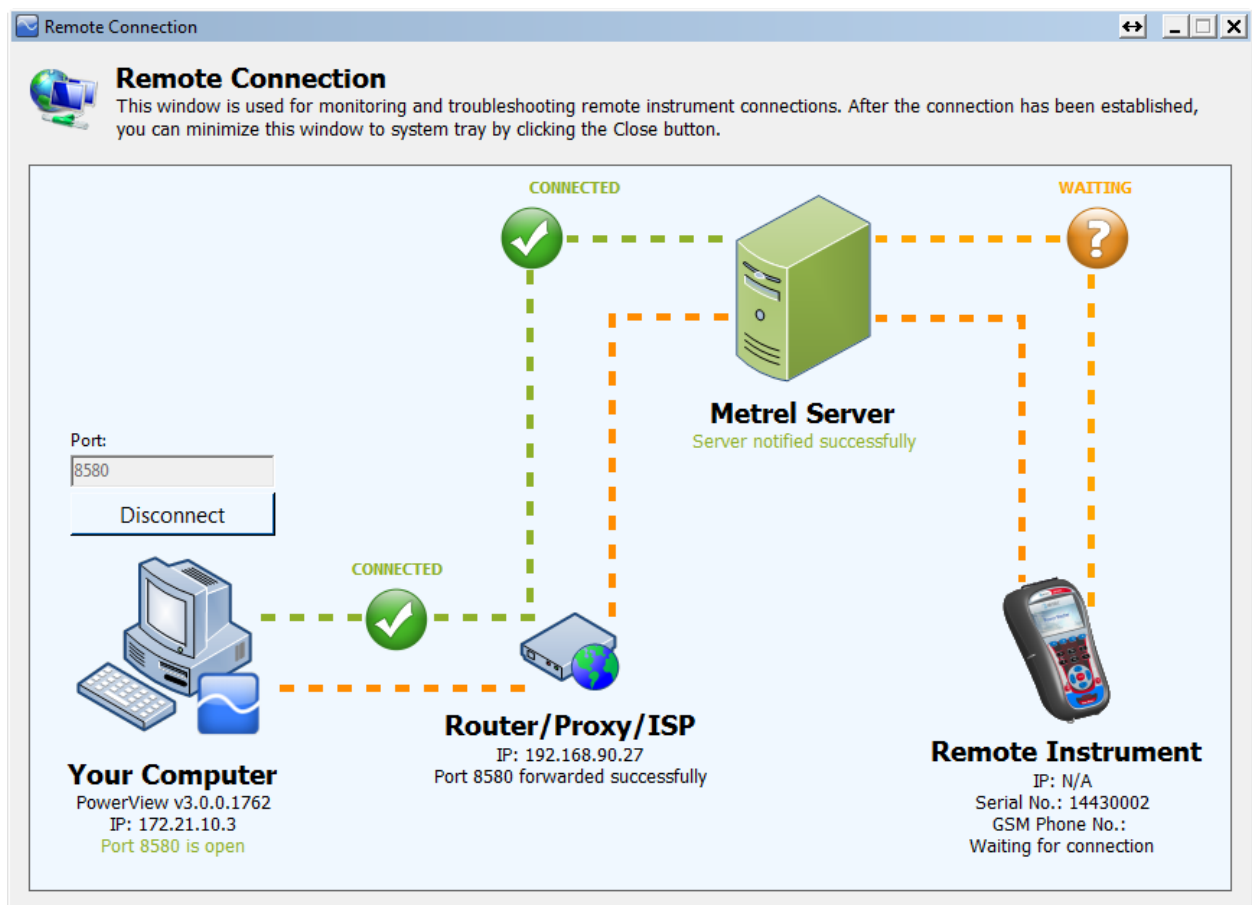 Remote Connection
Remote Connection
This window is used for monitoring and troubleshooting remote instrument connections. After the connection has been established,
you can minimize this window to system tray by clicking the Close button.
CONNECTED
WAITING
Metrel Server
Server notified successfully
Port:
8580
Disconnect
CONNECTED
Router/Proxy/ISP
IP: 192.168.90.27
Port 8580 forwarded successfully
Your Computer
PowerView v3.0.0.1762
IP: 172.21.10.3
Port 8580 is open
Remote Instrument
IP: N/A
Serial No.: 14430002
GSM Phone No.:
Waiting for connection